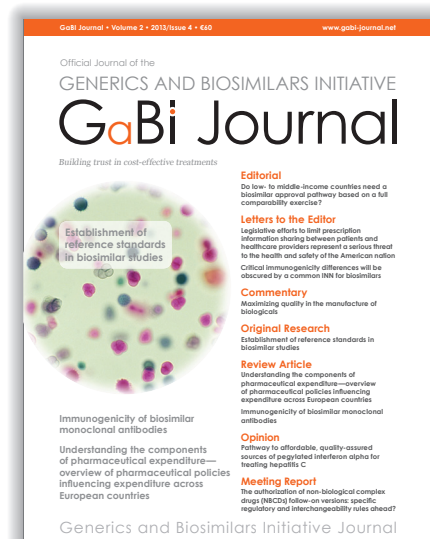 GaBi Journal • Volume 2 • 2013/Issue 4 • €60
www.gabi-journal.net
Official Journal of the
GENERICS AND BIOSIMILARS INITIATIVE
GaBi Journal
Building trust in cost-effective treatments
Establishment of
reference standards
in biosimilar studies
Immunogenicity of biosimilar
monoclonal antibodies
Understanding the components
of pharmaceutical expenditure—
overview of pharmaceutical policies
influencing expenditure across
European countries
Editorial
Do low- to middle-income countries need a
biosimilar approval pathway based on a full
comparability exercise?
Letters to the Editor
Legislative efforts to limit prescription
information sharing between patients and
healthcare providers represent a serious threat
to the health and safety of the American nation
Critical immunogenicity differences will be
obscured by a common INN for biosimilars
Commentary
Maximizing quality in the manufacture of
biologicals
Original Research
Establishment of reference standards in
biosimilar studies
Review Article
Understanding the components of
pharmaceutical expenditure—overview
of pharmaceutical policies influencing
expenditure across European countries
Immunogenicity of biosimilar monoclonal
antibodies
Opinion
Pathway to affordable, quality-assured
sources of pegylated interferon alpha for
treating hepatitis C
Meeting Report
The authorization of non-biological complex
drugs (NBCDs) follow-on versions: specific
regulatory and interchangeability rules ahead?
Generics and Biosimilars Initiative Journal